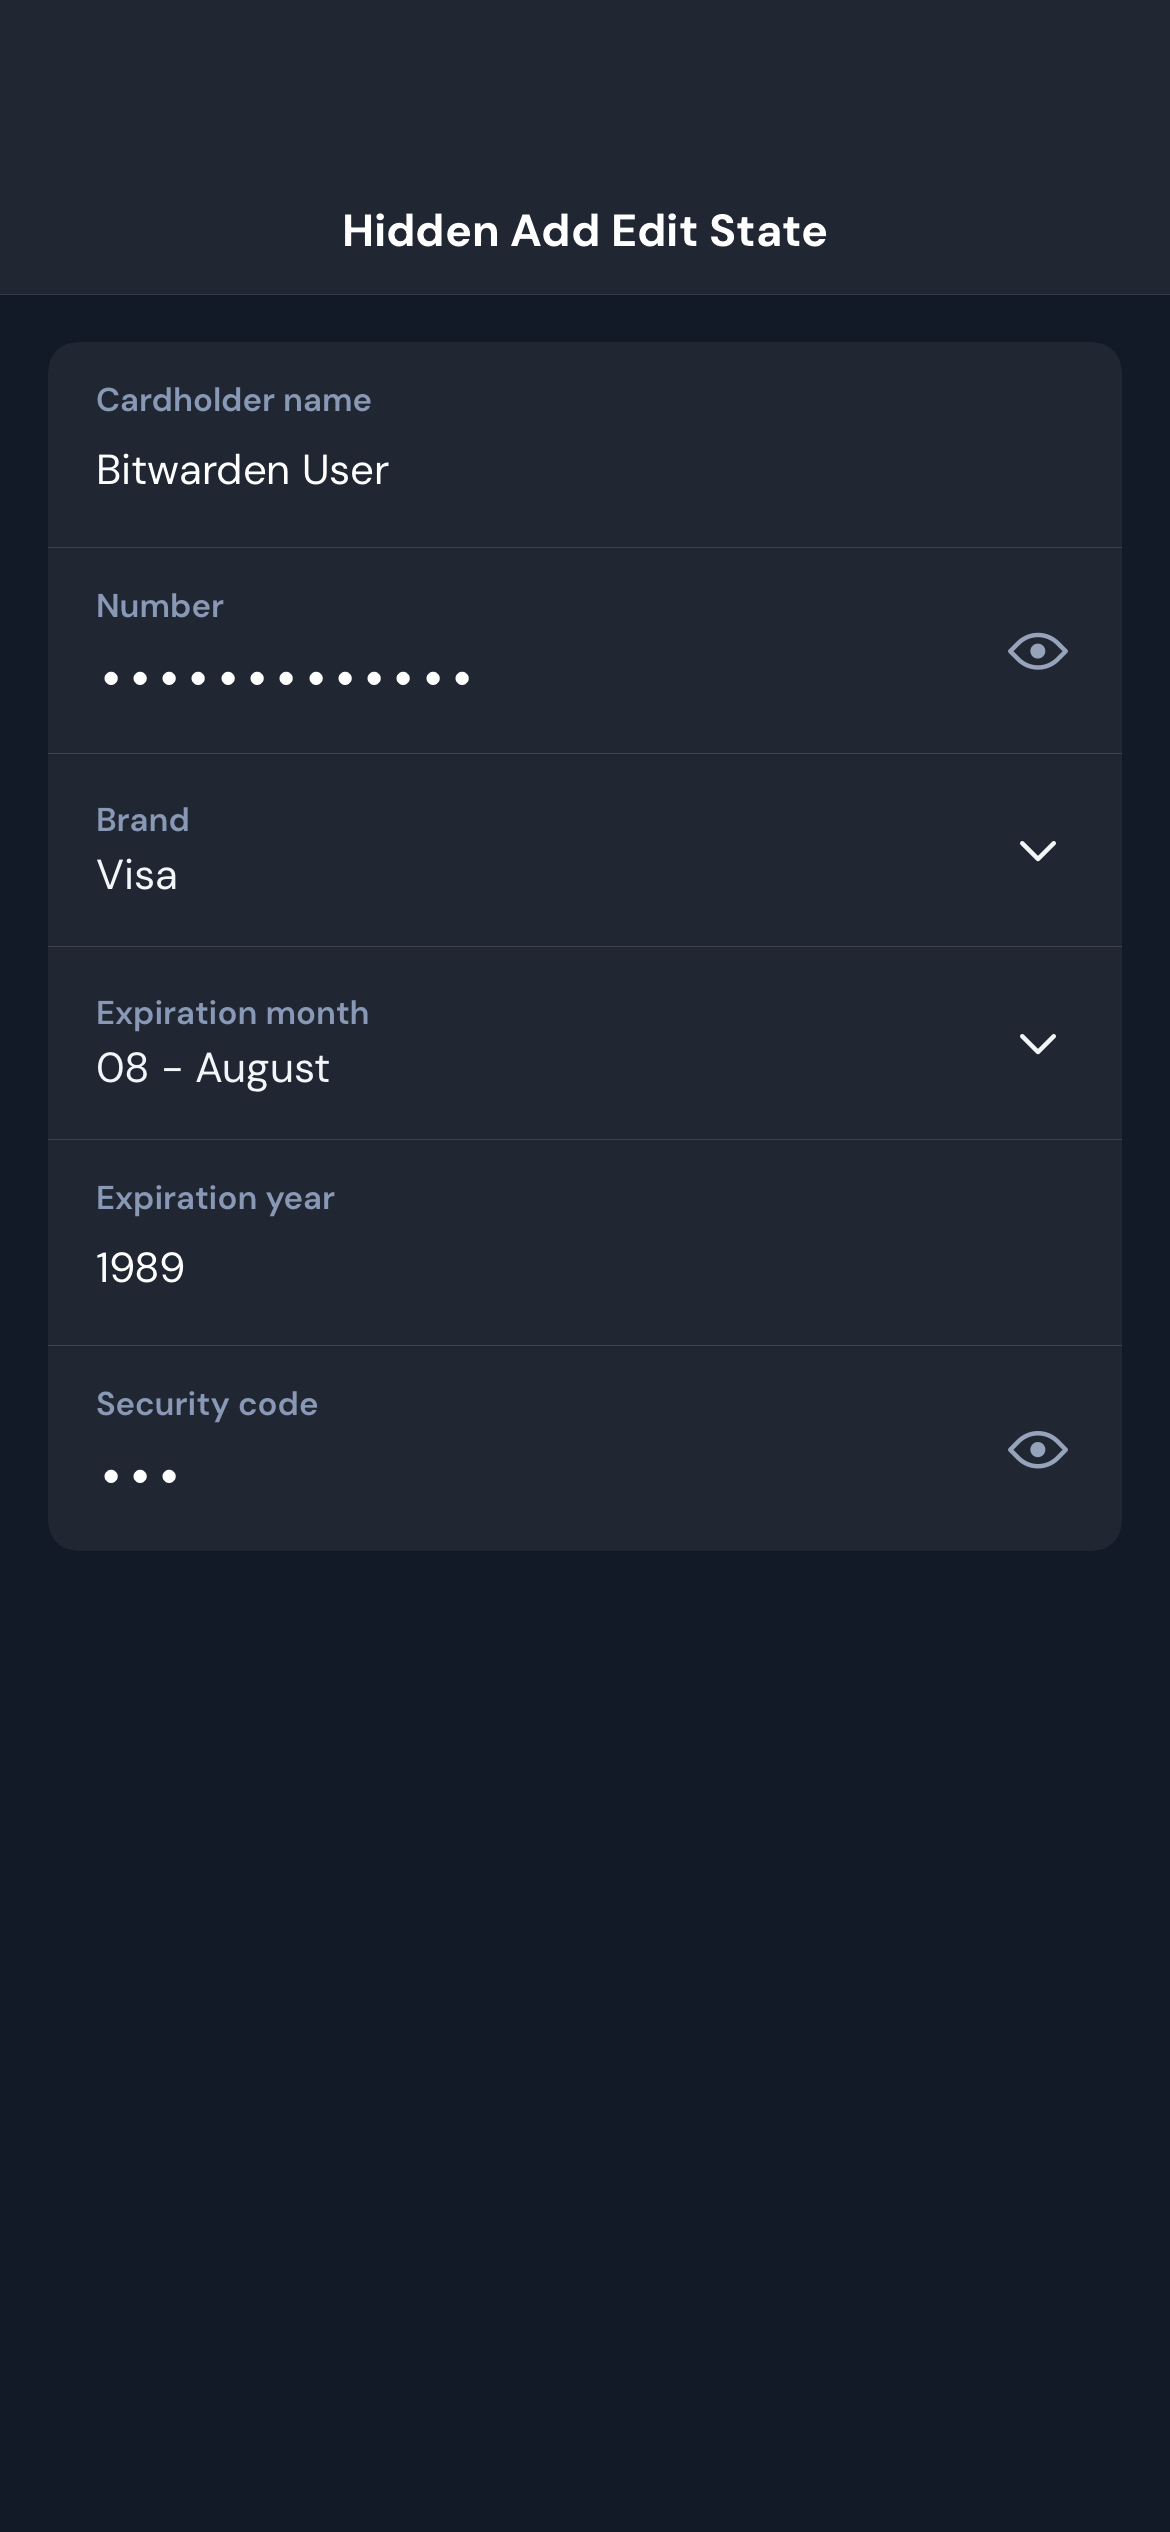 Hidden Add Edit State
Cardholder name
Bitwarden User
Number
•••••••••••••
Brand
Visa
Expiration month
08 - August
Expiration year
1989
Security code
•••